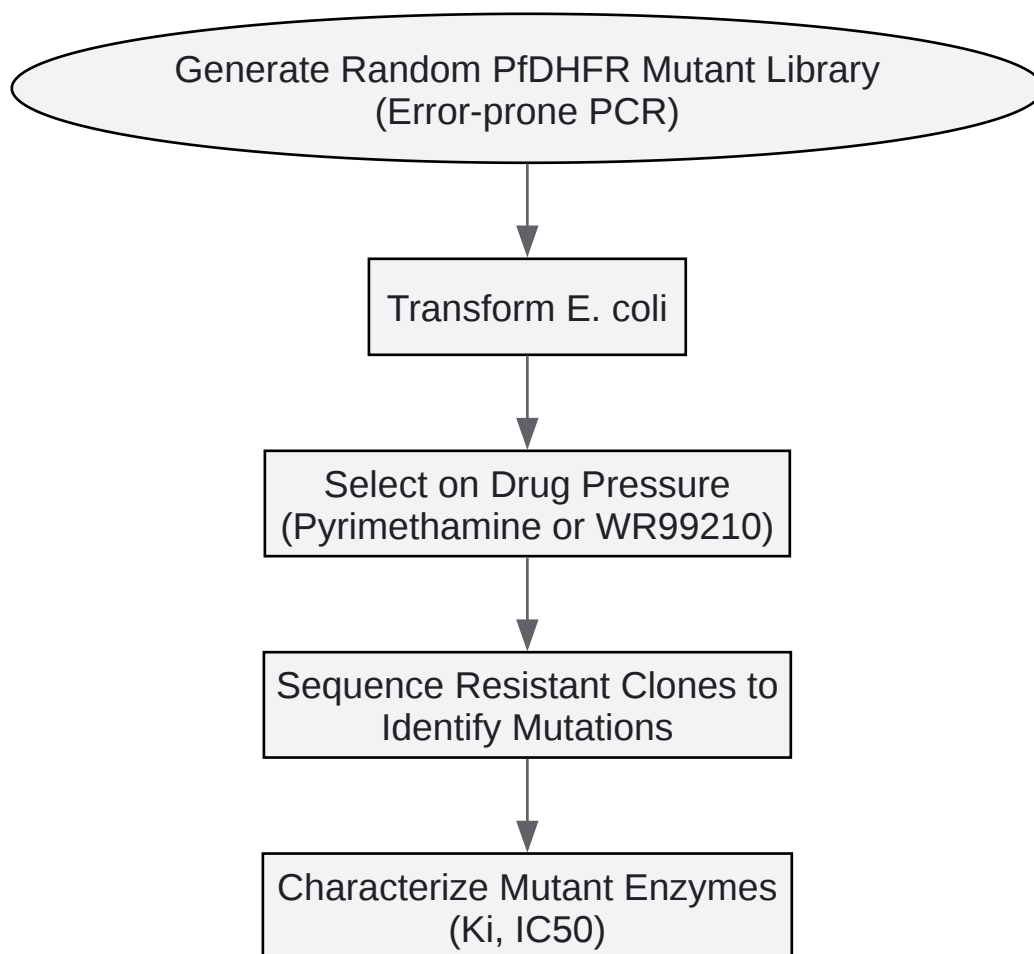 Generate Random PfDHFR Mutant Library
(Error-prone PCR)
Transform E. coli
Select on Drug Pressure
(Pyrimethamine or WR99210)
Sequence Resistant Clones to
Identify Mutations
Characterize Mutant Enzymes
(Ki, IC50)